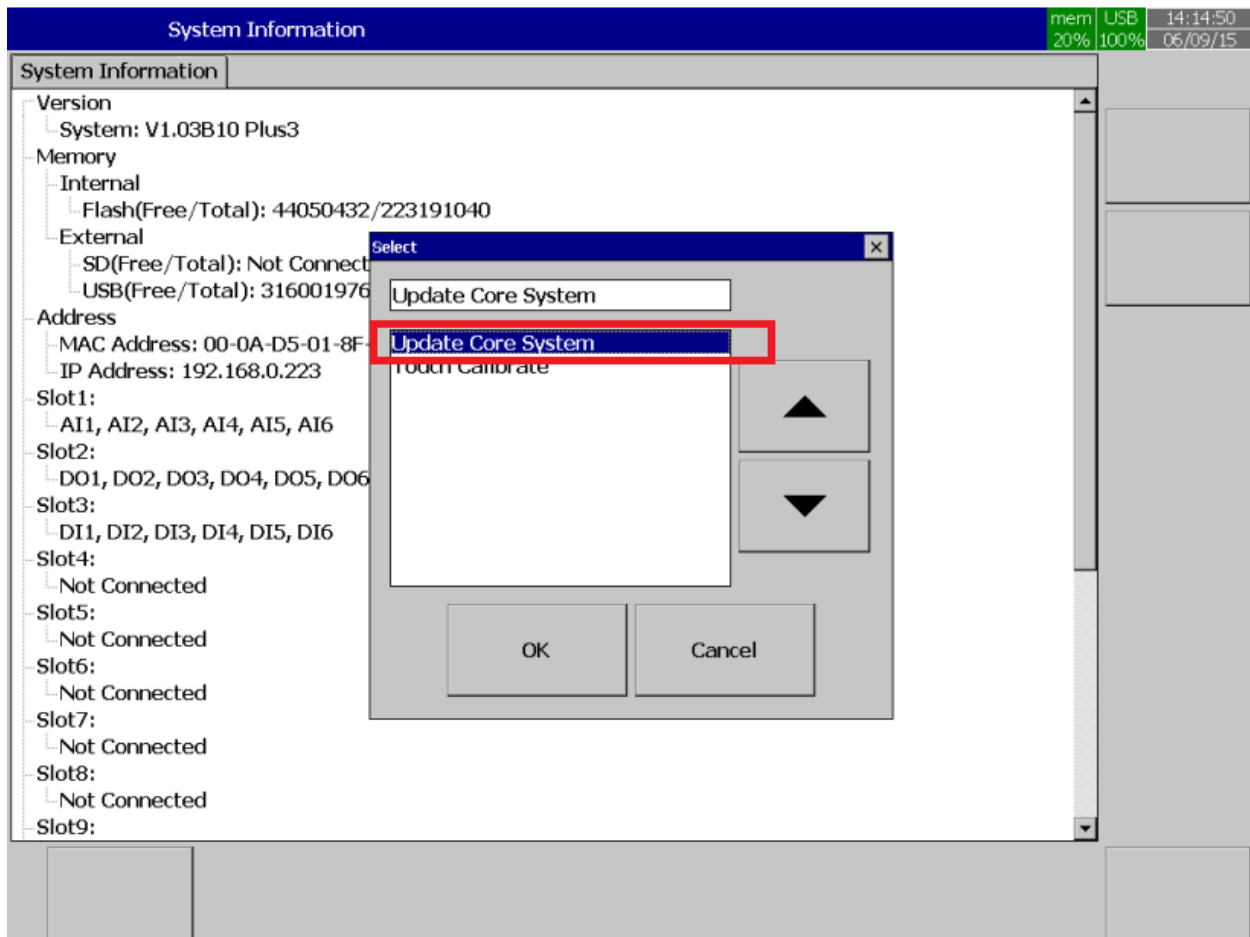 System Information
mem USB 14:14:50
20% 100% 06/09/15
System Information
Version
System: V1.03B10 Plus3
Memory
Internal
Flash(Free/Total): 44050432/223191040
External
SD(Free/Total): Not Connect
USB(Free/Total): 316001976
Address
MAC Address: 00-0A-D5-01-8F-
IP Address: 192.168.0.223
Slot1:
AI1, AI2, AI3, AI4, AI5, AI6
Slot2:
DO1, DO2, DO3, DO4, DO5, DO6
Slot3:
DI1, DI2, DI3, DI4, DI5, DI6
Slot4:
Not Connected
Slot5:
Not Connected
Slot6:
Not Connected
Slot7:
Not Connected
Slot8:
Not Connected
Slot9:
Select
Update Core System
Update Core System
Touch Calibrate
OK Cancel